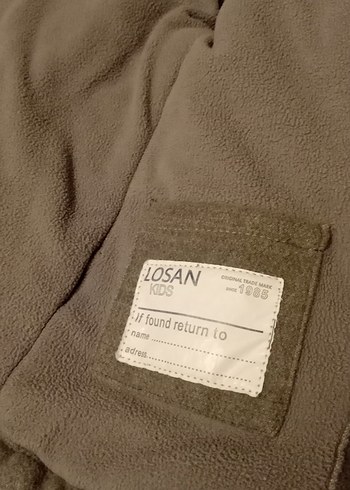 LOSAN
KIDS
ORIGINAL TRADE MARK
SINCE 1985
If found return to
name ....................
adress ....................